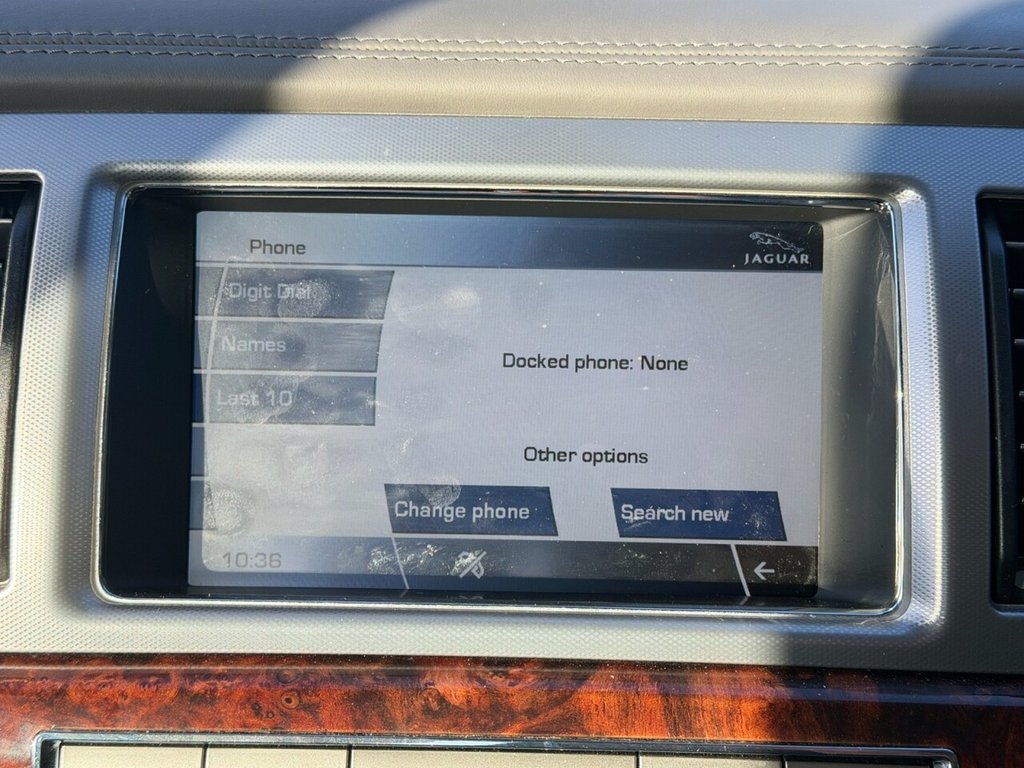 Phone
JAGUAR
Digit Dial
Names
Docked phone: None
Last 10
Other options
Change phone
Search new
10:36